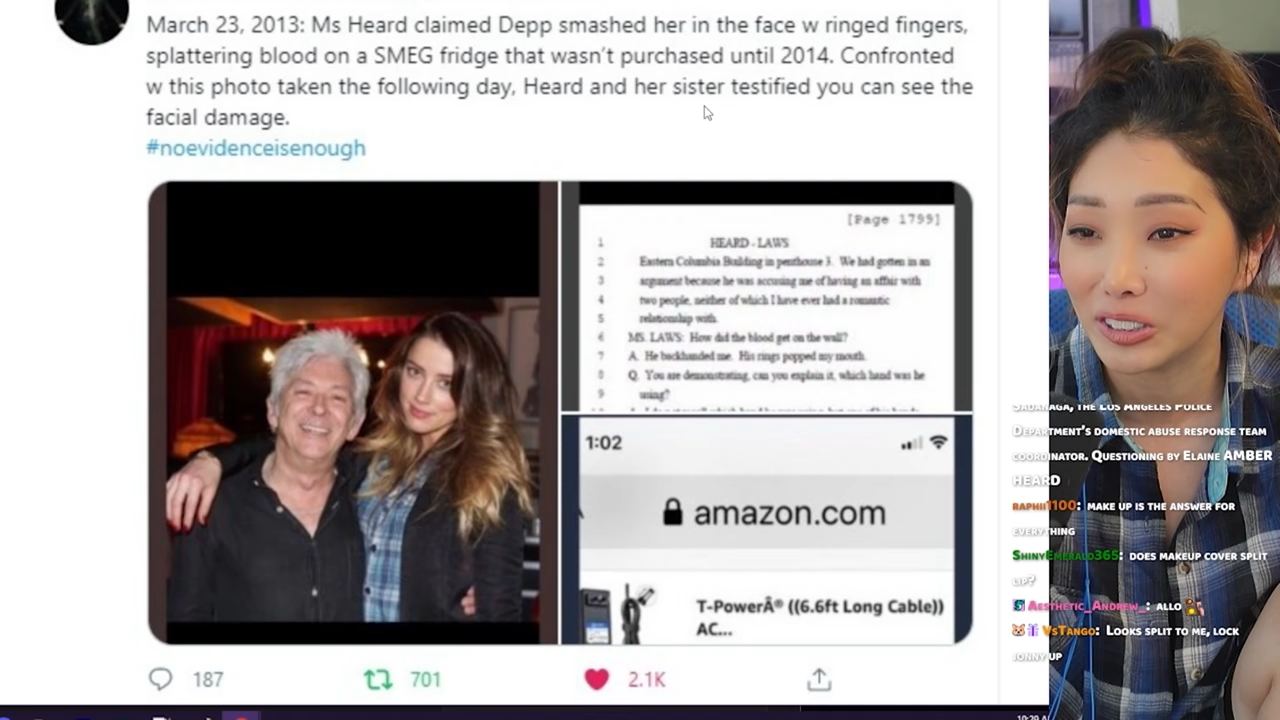 March 23, 2013: Ms Heard claimed Depp smashed her in the face w ringed fingers,
splattering blood on a SMEG fridge that wasn't purchased until 2014. Confronted
w this photo taken the following day, Heard and her sister testified you can see the
facial damage.
#noevidenceisenough
[Page 1799]
1 HEARD - LAWS
2 Eastern Columbia Building in penthouse 3. We had gotten in an
3 argument because he was accusing me of having an affair with
4 two people, neither of which I have ever had a romantic
5 relationship with.
6 MS. LAWS: How did the blood get on the wall?
7 A. He backhanded me. His rings popped my mouth.
8 Q. You are demonstrating, can you explain it, which hand was he
9 using?
1:02
amazon.com
T-PowerÂ® ((6.6ft Long Cable))
AC...
187
701
2.1K
Sadanaga, the Los Angeles Police
Department's domestic abuse response team
coordinator. Questioning by Elaine AMBER
HEARD
raphii1100: make up is the answer for
everything
ShinyEmerald365: does makeup cover split
lip?
Aesthetic_Andrew_: allo
VsTango: Looks split to me, lock
jonny up